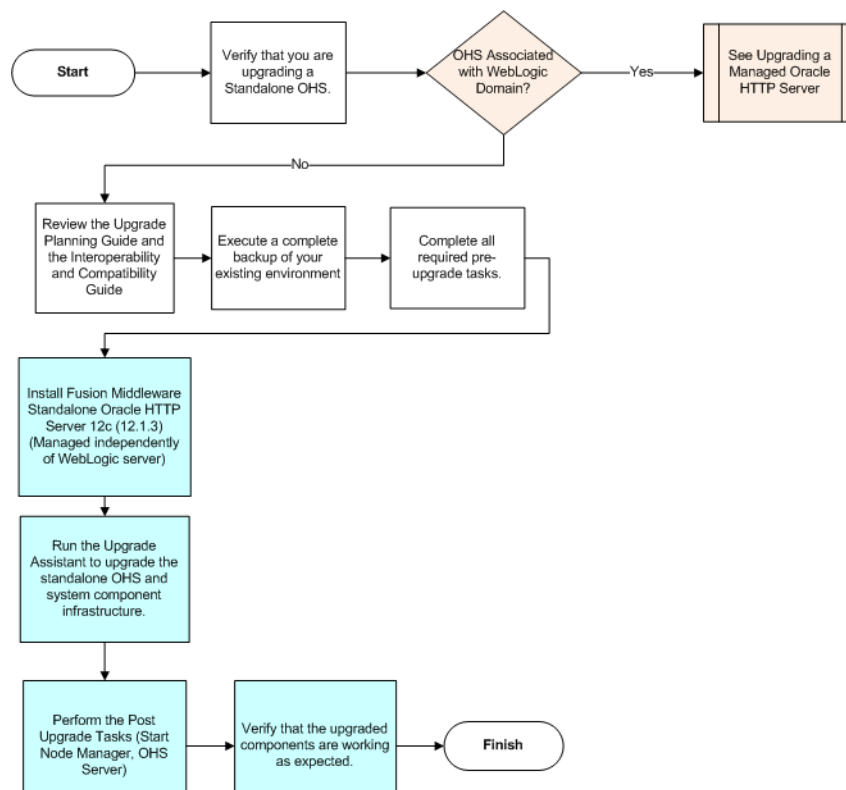 Start
Verify that you are
upgrading a
Standalone OHS.
OHS Associated
with WebLogic
Domain?
Yes
See Upgrading a
Managed Oracle
HTTP Server
No
Review the Upgrade
Planning Guide and
the Interoperability
and Compatibility
Guide
Execute a complete
backup of your
existing environment
Complete all
required pre-
upgrade tasks.
Install Fusion Middleware
Standalone Oracle HTTP
Server 12c (12.1.3)
(Managed independently
of WebLogic server)
Run the Upgrade
Assistant to upgrade the
standalone OHS and
system component
infrastructure.
Perform the Post
Upgrade Tasks (Start
Node Manager, OHS
Server)
Verify that the upgraded
components are working
as expected.
Finish